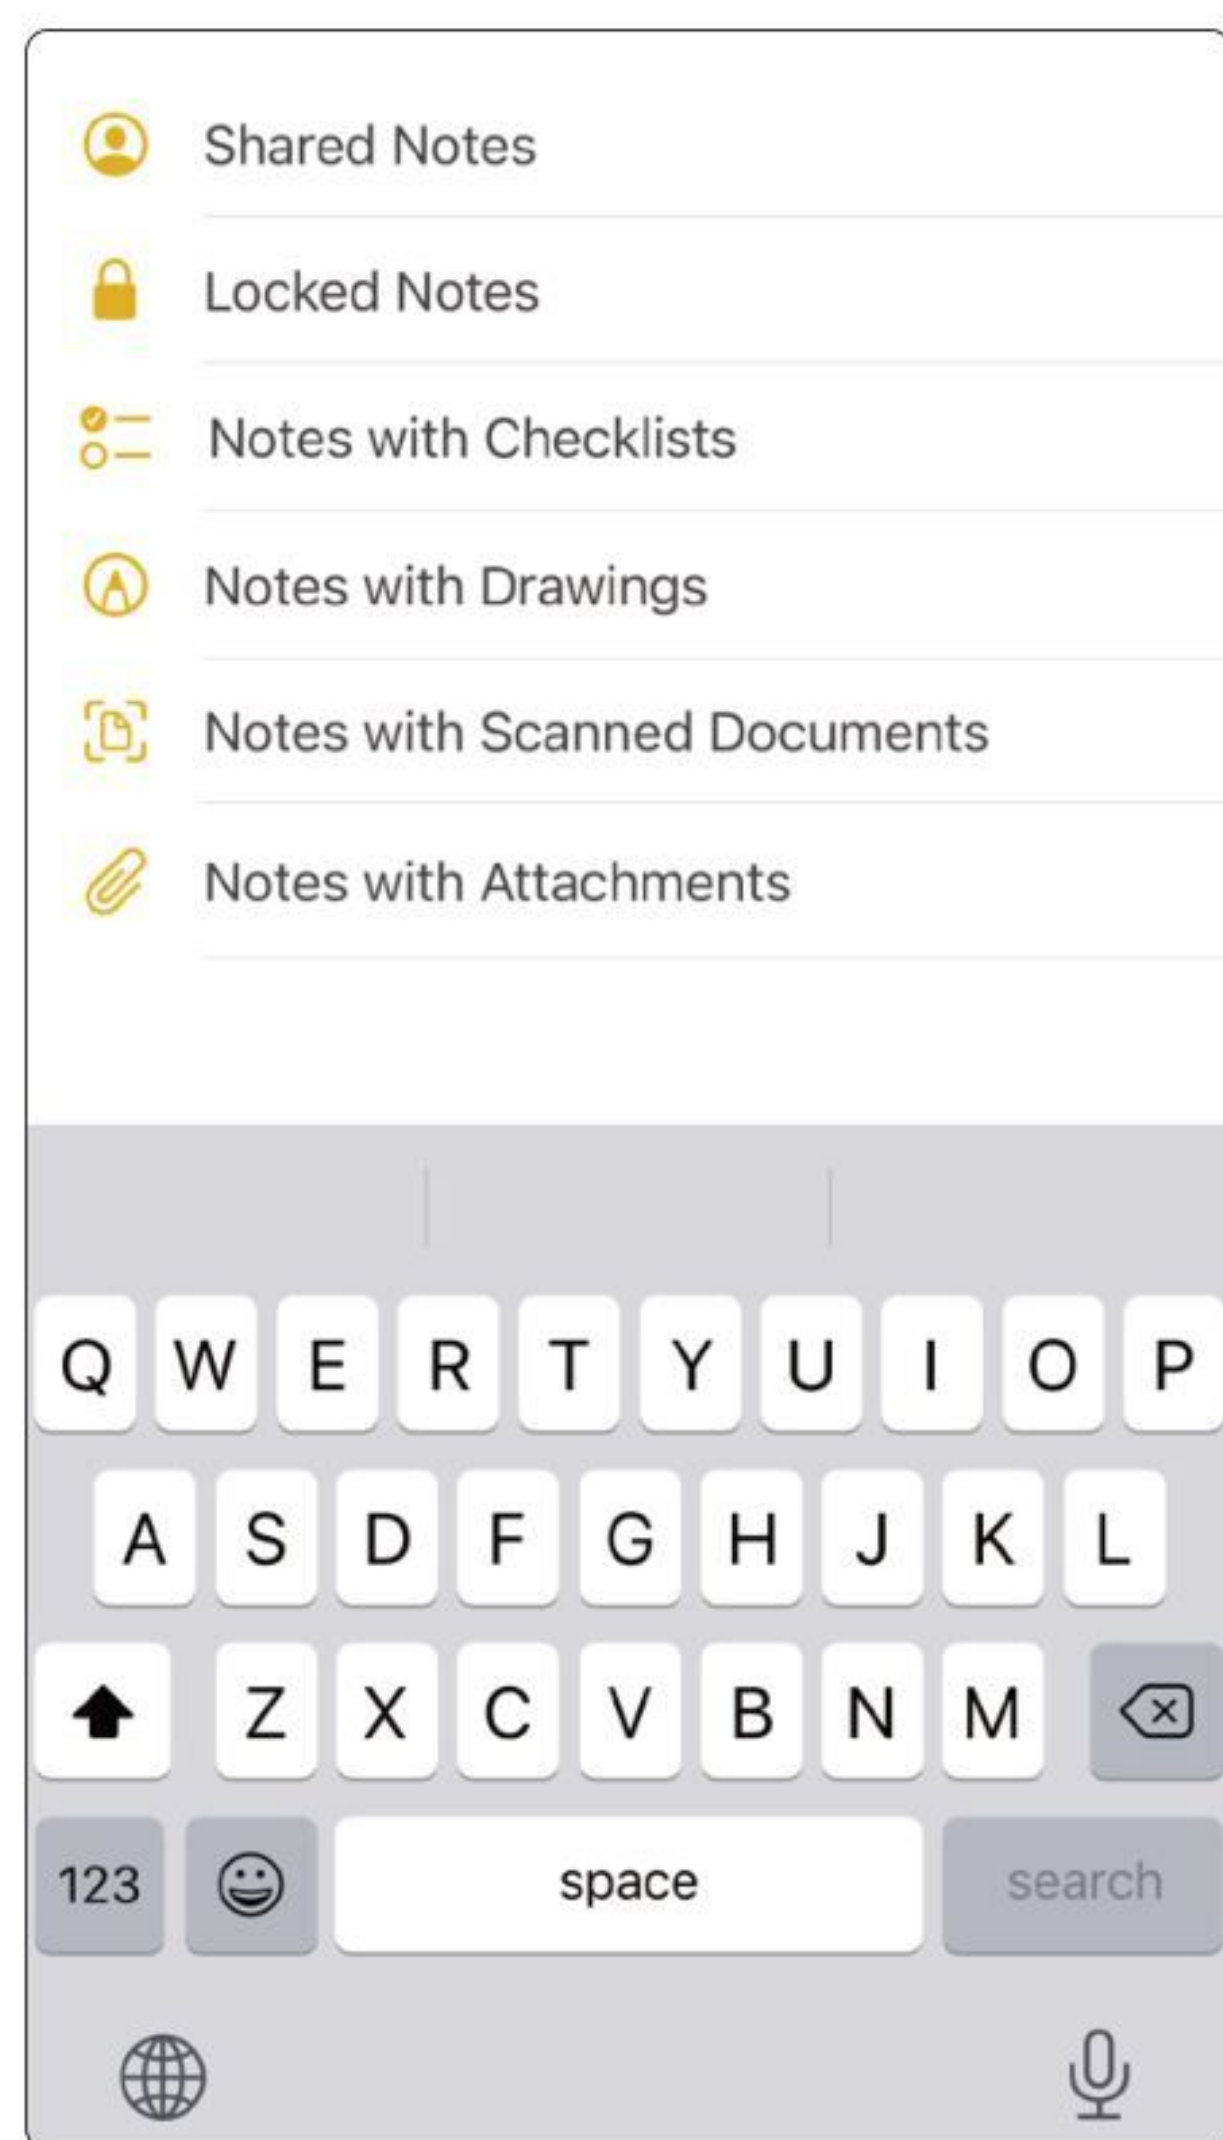 Shared Notes
Locked Notes
Notes with Checklists
Notes with Drawings
Notes with Scanned Documents
Notes with Attachments
Q W E R T Y U I O P
A S D F G H J K L
Z X C V B N M
123 space search